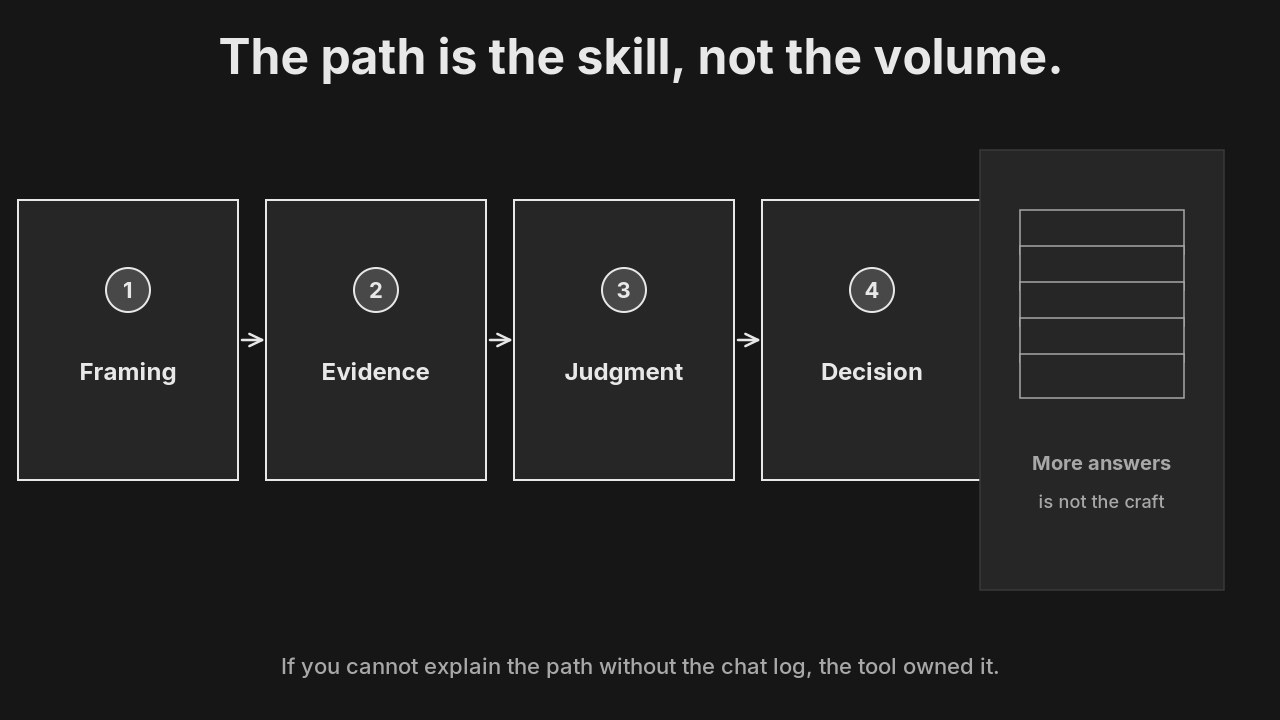 The path is the skill, not the volume.
1
Framing
2
Evidence
3
Judgment
4
Decision
More answers
is not the craft
If you cannot explain the path without the chat log, the tool owned it.